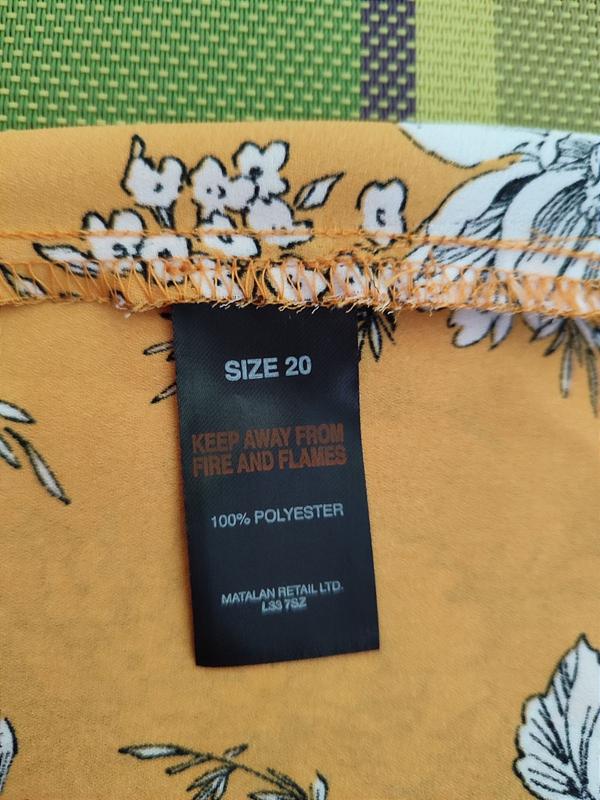 SIZE 20
KEEP AWAY FROM
FIRE AND FLAMES
100% POLYESTER
MATALAN RETAIL LTD.
L33 7SZ